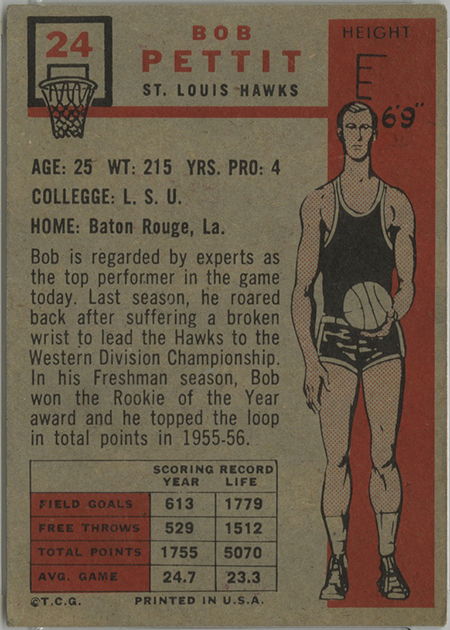 24
BOB
PETTIT
ST. LOUIS HAWKS
HEIGHT
E
6'9"
AGE: 25 WT: 215 YRS. PRO: 4
COLLEGGE: L. S. U.
HOME: Baton Rouge, La.
Bob is regarded by experts as
the top performer in the game
today. Last season, he roared
back after suffering a broken
wrist to lead the Hawks to the
Western Division Championship.
In his Freshman season, Bob
won the Rookie of the Year
award and he topped the loop
in total points in 1955-56.
SCORING RECORD
YEAR LIFE
FIELD GOALS 613 1779
FREE THROWS 529 1512
TOTAL POINTS 1755 5070
AVG. GAME 24.7 23.3
©T.C.G. PRINTED IN U.S.A.